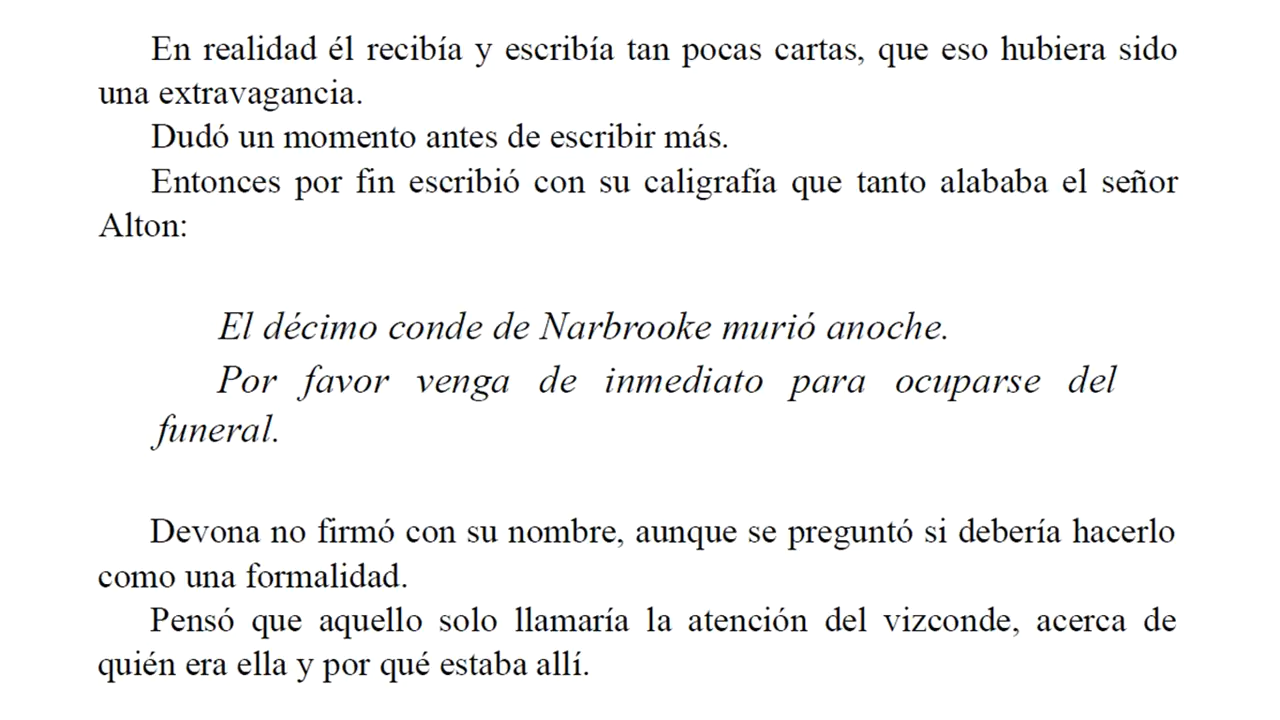 En realidad él recibía y escribía tan pocas cartas, que eso hubiera sido
una extravagancia.
Dudó un momento antes de escribir más.
Entonces por fin escribió con su caligrafía que tanto alababa el señor
Alton:
El décimo conde de Narbrooke murió anoche.
Por favor venga de inmediato para ocuparse del
funeral.
Devona no firmó con su nombre, aunque se preguntó si debería hacerlo
como una formalidad.
Pensó que aquello solo llamaría la atención del vizconde, acerca de
quién era ella y por qué estaba allí.